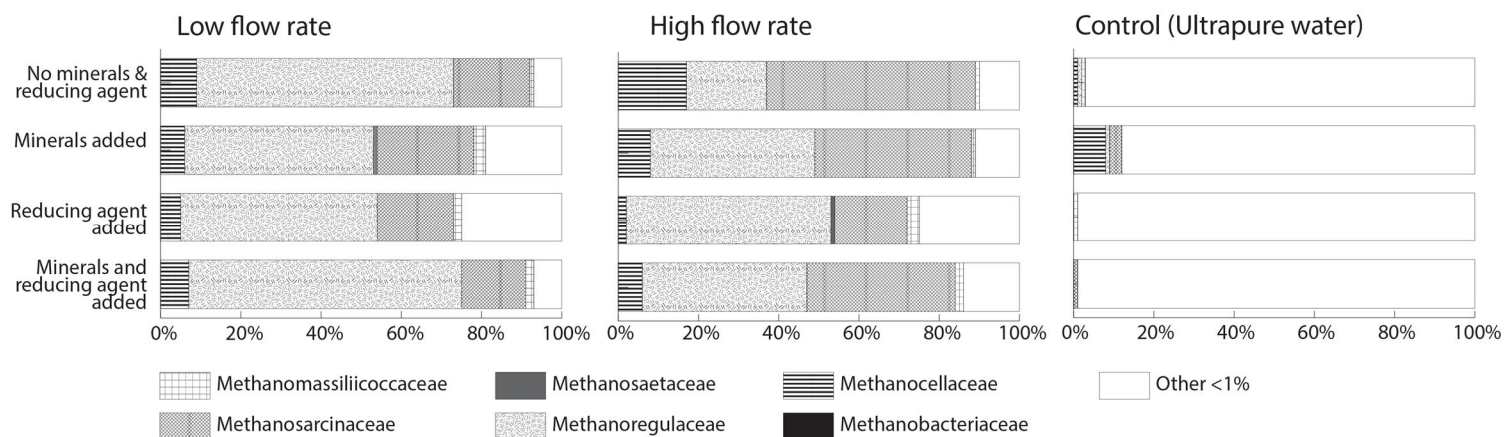 Low flow rate
High flow rate
Control (Ultrapure water)
No minerals &
reducing agent
Minerals added
Reducing agent
added
Minerals and
reducing agent
added
0% 20% 40% 60% 80% 100%
0% 20% 40% 60% 80% 100%
0% 20% 40% 60% 80% 100%
Methanomassiliicoccaceae
Methanosaetaceae
Methanocellaceae
Other <1%
Methanosarcinaceae
Methanoregulaceae
Methanobacteriaceae